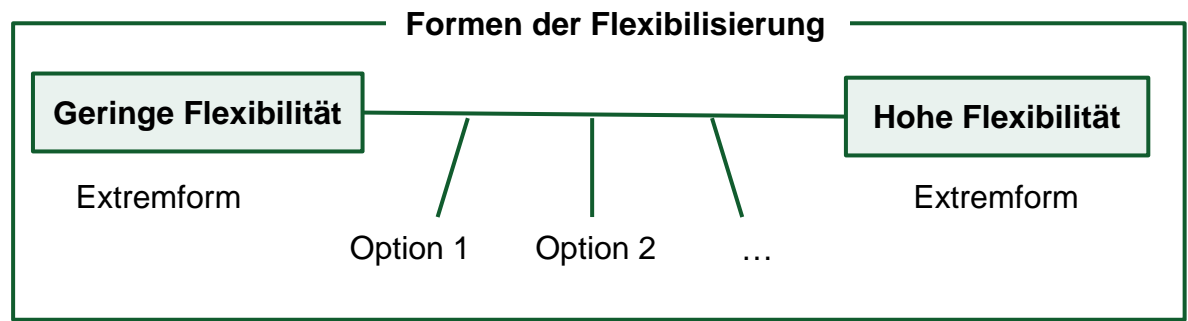 Formen der Flexibilisierung
Geringe Flexibilität
Hohe Flexibilität
Extremform
Extremform
Option 1
Option 2
…